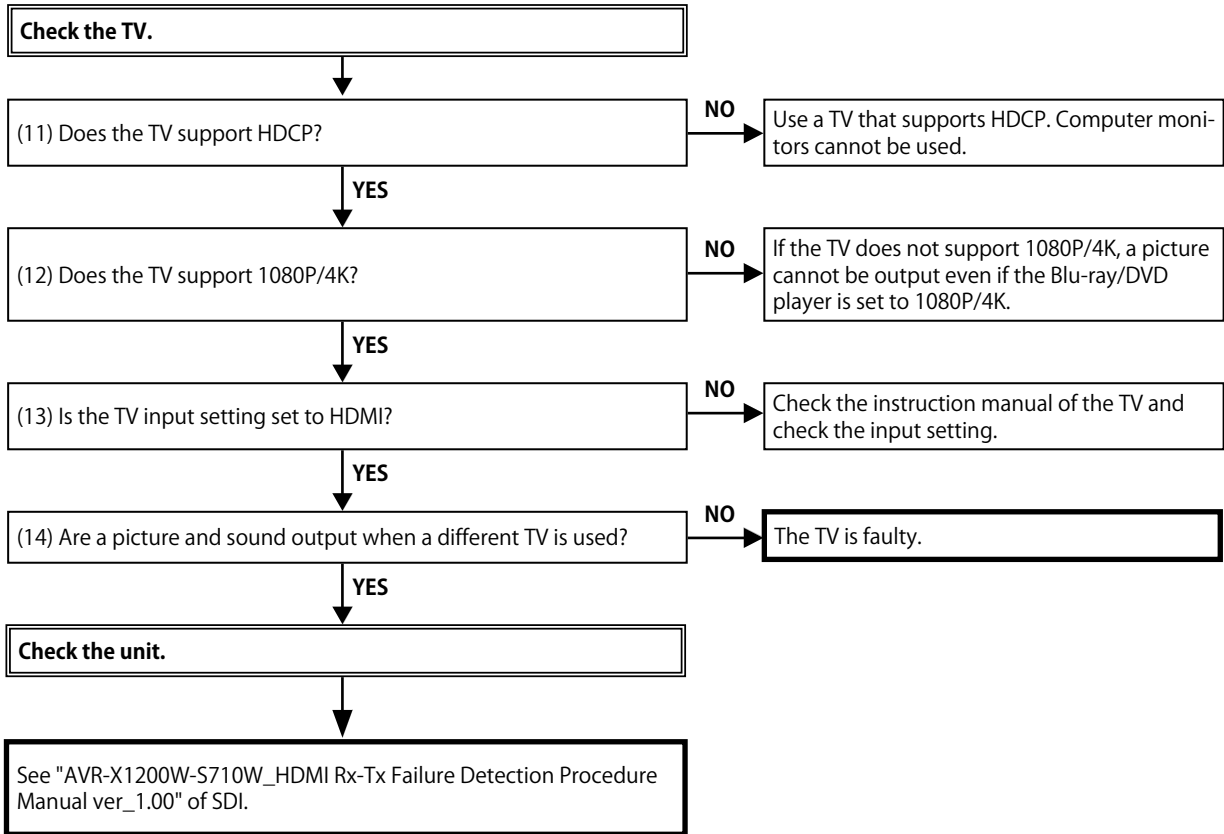 Check the TV.
(11) Does the TV support HDCP?
NO
Use a TV that supports HDCP. Computer moni-
tors cannot be used.
YES
(12) Does the TV support 1080P/4K?
NO
If the TV does not support 1080P/4K, a picture
cannot be output even if the Blu-ray/DVD
player is set to 1080P/4K.
YES
(13) Is the TV input setting set to HDMI?
NO
Check the instruction manual of the TV and
check the input setting.
YES
(14) Are a picture and sound output when a different TV is used?
NO
The TV is faulty.
YES
Check the unit.
See "AVR-X1200W-S710W_HDMI Rx-Tx Failure Detection Procedure
Manual ver_1.00" of SDI.